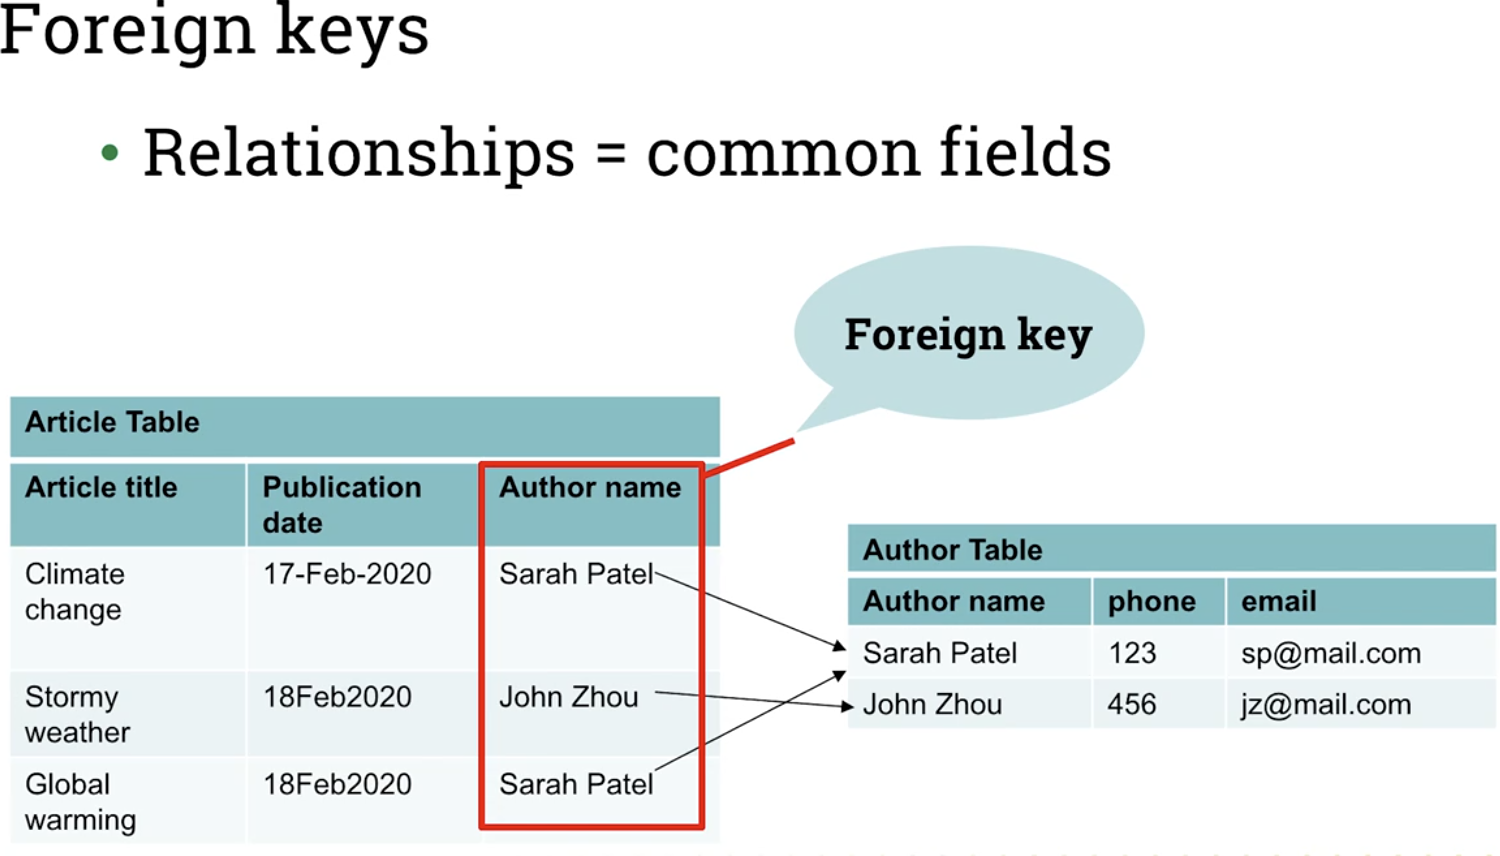 Foreign keys
• Relationships = common fields
Foreign key
Article Table
Article title
Publication
date
Author name
Climate
change
17-Feb-2020
Sarah Patel
Stormy
weather
18Feb2020
John Zhou
Global
warming
18Feb2020
Sarah Patel
Author Table
Author name
phone
email
Sarah Patel
123
sp@mail.com
John Zhou
456
jz@mail.com